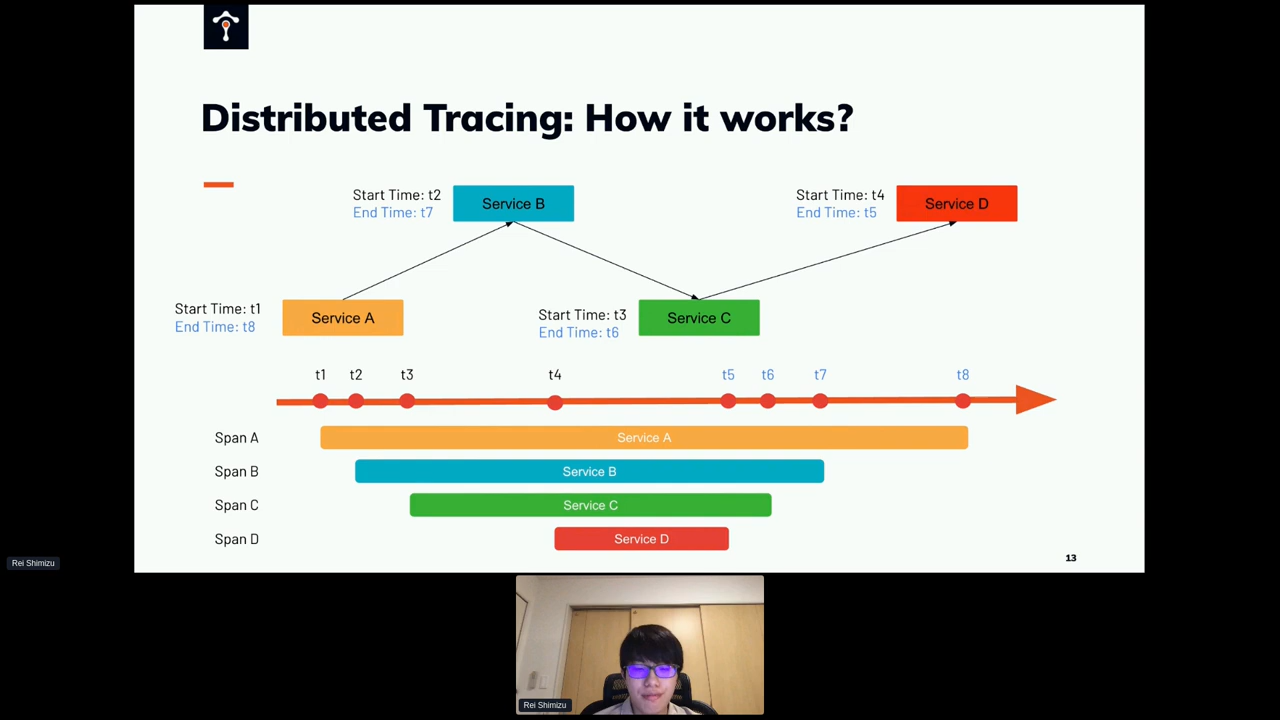 Distributed Tracing: How it works?
Start Time: t2
End Time: t7
Service B
Start Time: t4
End Time: t5
Service D
Start Time: t1
End Time: t8
Service A
Start Time: t3
End Time: t6
Service C
t1 t2 t3 t4 t5 t6 t7 t8
Span A Service A
Span B Service B
Span C Service C
Span D Service D
13
Rei Shimizu
Rei Shimizu